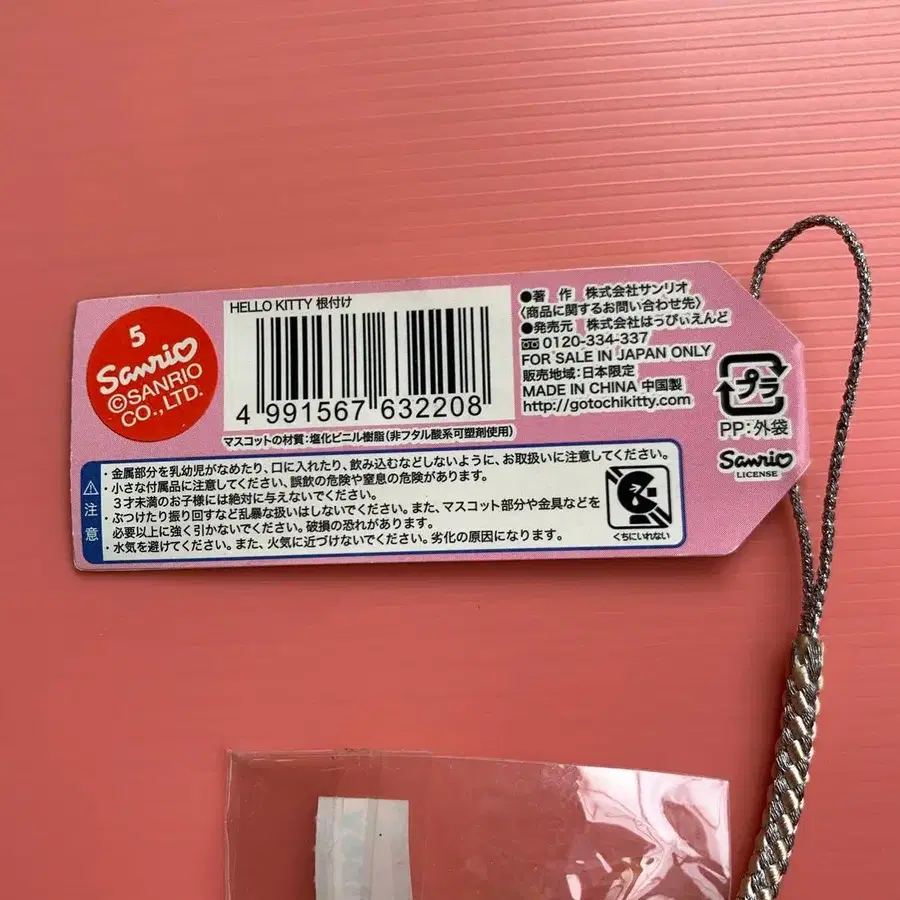 5
Sanrio
©SANRIO
CO.,LTD.
HELLO KITTY 根付け
4 991567 632208
マスコットの材質:塩化ビニル樹脂(非フタル酸系可塑剤使用)
●著 作 株式会社サンリオ
〈商品に関するお問い合わせ先〉
●発売元 株式会社はっぴぃえんど
0120-334-337
FOR SALE IN JAPAN ONLY
販売地域:日本限定
MADE IN CHINA 中国製
http://gotochikitty.com
プラ
PP:外袋
Sanrio
LICENSE
注意
・金属部分を乳幼児がなめたり、口に入れたり、飲み込むなどしないように、お取扱いに注意してください。
・小さな付属品に注意してください、誤飲の危険や窒息の危険があります。
3才未満のお子様には絶対に与えないでください。
・ぶつけたり振り回すなど乱暴な扱いはしないでください。また、マスコット部分や金具などを
必要以上に強く引かないでください。破損の恐れがあります。
・水気を避けてください。また、火気に近づけないでください。劣化の原因になります。
くちにいれない